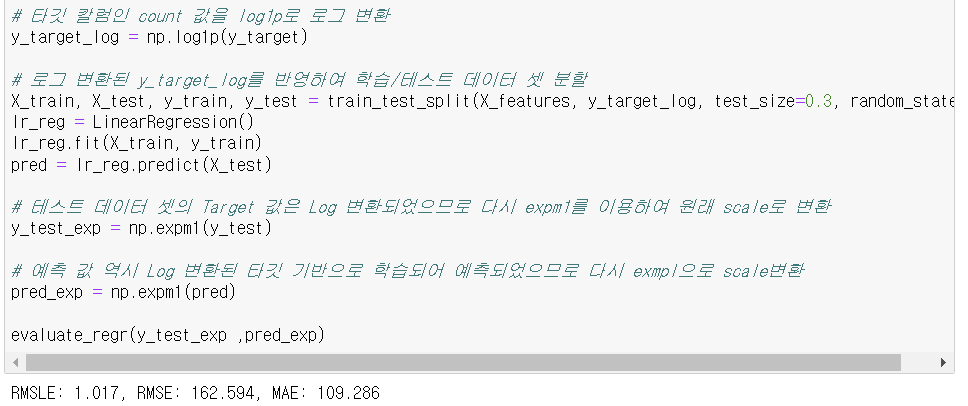 # 타깃 칼럼인 count 값을 log1p로 로그 변환
y_target_log = np.log1p(y_target)
# 로그 변환된 y_target_log를 반영하여 학습/테스트 데이터 셋 분할
X_train, X_test, y_train, y_test = train_test_split(X_features, y_target_log, test_size=0.3, random_state
lr_reg = LinearRegression()
lr_reg.fit(X_train, y_train)
pred = lr_reg.predict(X_test)
# 테스트 데이터 셋의 Target 값은 Log 변환되었으므로 다시 expm1를 이용하여 원래 scale로 변환
y_test_exp = np.expm1(y_test)
# 예측 값 역시 Log 변환된 타깃 기반으로 학습되어 예측되었으므로 다시 exmpl으로 scale변환
pred_exp = np.expm1(pred)
evaluate_regr(y_test_exp ,pred_exp)
RMSLE: 1.017, RMSE: 162.594, MAE: 109.286